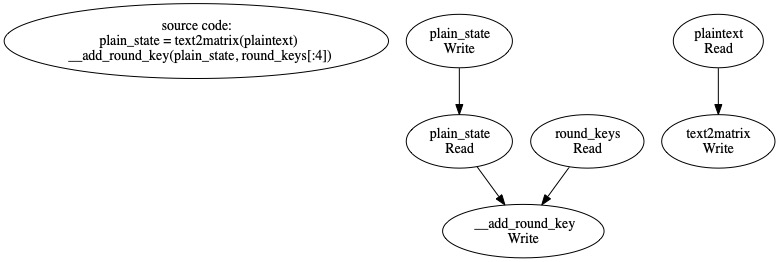 source code:
plain_state = text2matrix(plaintext)
__add_round_key(plain_state, round_keys[:4])
plain_state
Write
plaintext
Read
plain_state
Read
round_keys
Read
text2matrix
Write
__add_round_key
Write